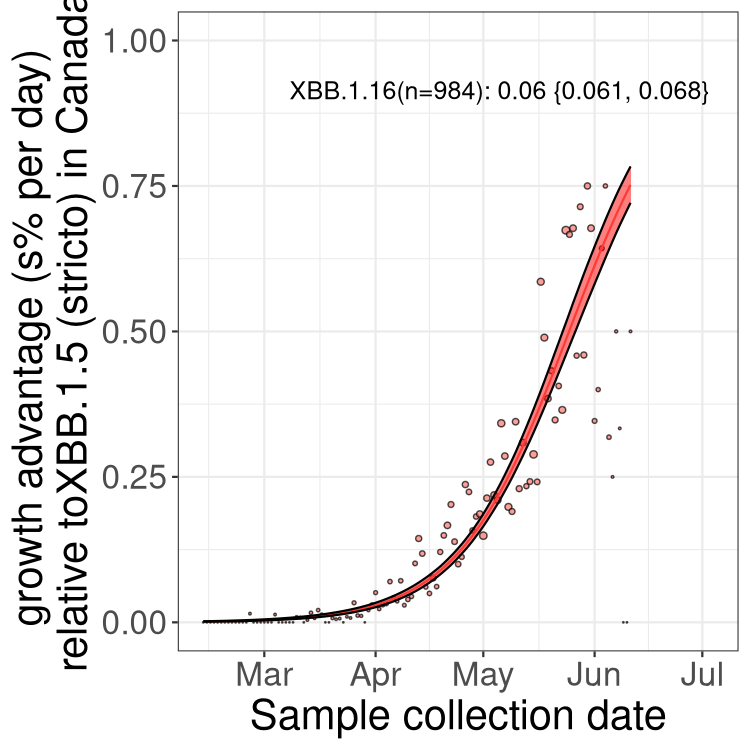 growth advantage (s% per day)
relative toXBB.1.5 (stricto) in Canada
1.00
0.75
0.50
0.25
0.00
XBB.1.16(n=984): 0.06 {0.061, 0.068}
Mar Apr May Jun Jul
Sample collection date